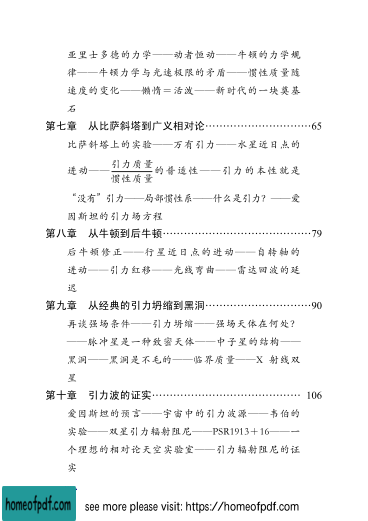 亚里士多德的力学——动者恒动——牛顿的力学规
律——牛顿力学与光速极限的矛盾——惯性质量随
速度的变化——懒惰=活泼——新时代的一块奠基
石
第七章 从比萨斜塔到广义相对论…………………………65
比萨斜塔上的实验——万有引力——水星近日点的
进动——引力质量/惯性质量的普适性——引力的本性就是
“没有”引力——局部惯性系——什么是引力?——爱
因斯坦的引力场方程
第八章 从牛顿到后牛顿……………………………………79
后牛顿修正——行星近日点的进动——自转轴的
进动——引力红移——光线弯曲——雷达回波的延
迟
第九章 从经典的引力坍缩到黑洞…………………………90
再谈强场条件——引力坍缩——强场天体在何处?
——脉冲星是一种致密天体——中子星的结构——
黑洞——黑洞是不毛的——临界质量——X 射线双
星
第十章 引力波的证实…………………………………… 106
爱因斯坦的预言——宇宙中的引力波源——韦伯的
实验——双星引力辐射阻尼——PSR1913+16——一
个理想的相对论天空实验室——引力辐射阻尼的证
实
homeofpdf.com see more please visit: https://homeofpdf.com